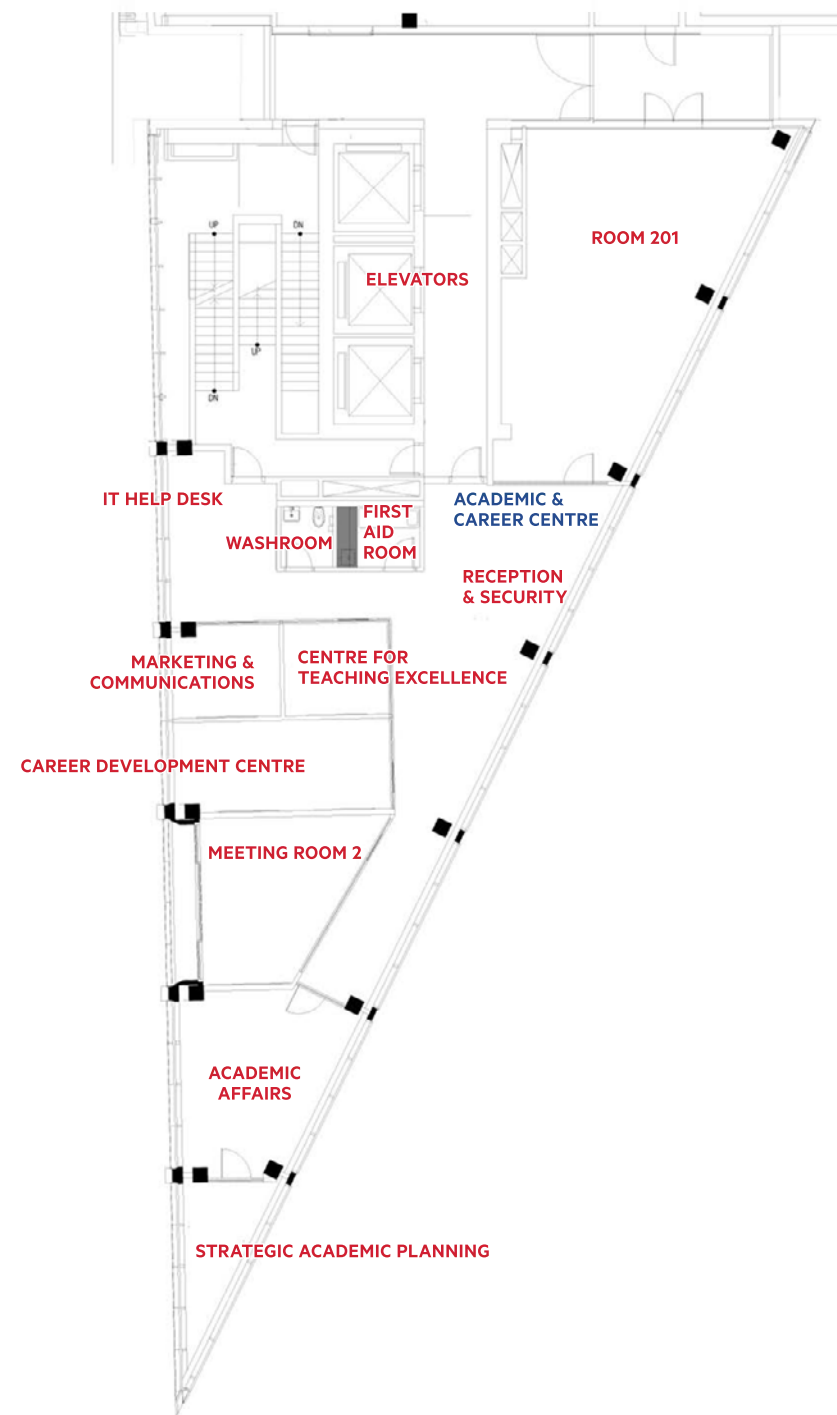 UP
DN
ROOM 201
ELEVATORS
UP
DN
IT HELP DESK
ACADEMIC &
CAREER CENTRE
FIRST
AID
ROOM
WASHROOM
RECEPTION
& SECURITY
MARKETING &
COMMUNICATIONS
CENTRE FOR
TEACHING EXCELLENCE
CAREER DEVELOPMENT CENTRE
MEETING ROOM 2
ACADEMIC
AFFAIRS
STRATEGIC ACADEMIC PLANNING